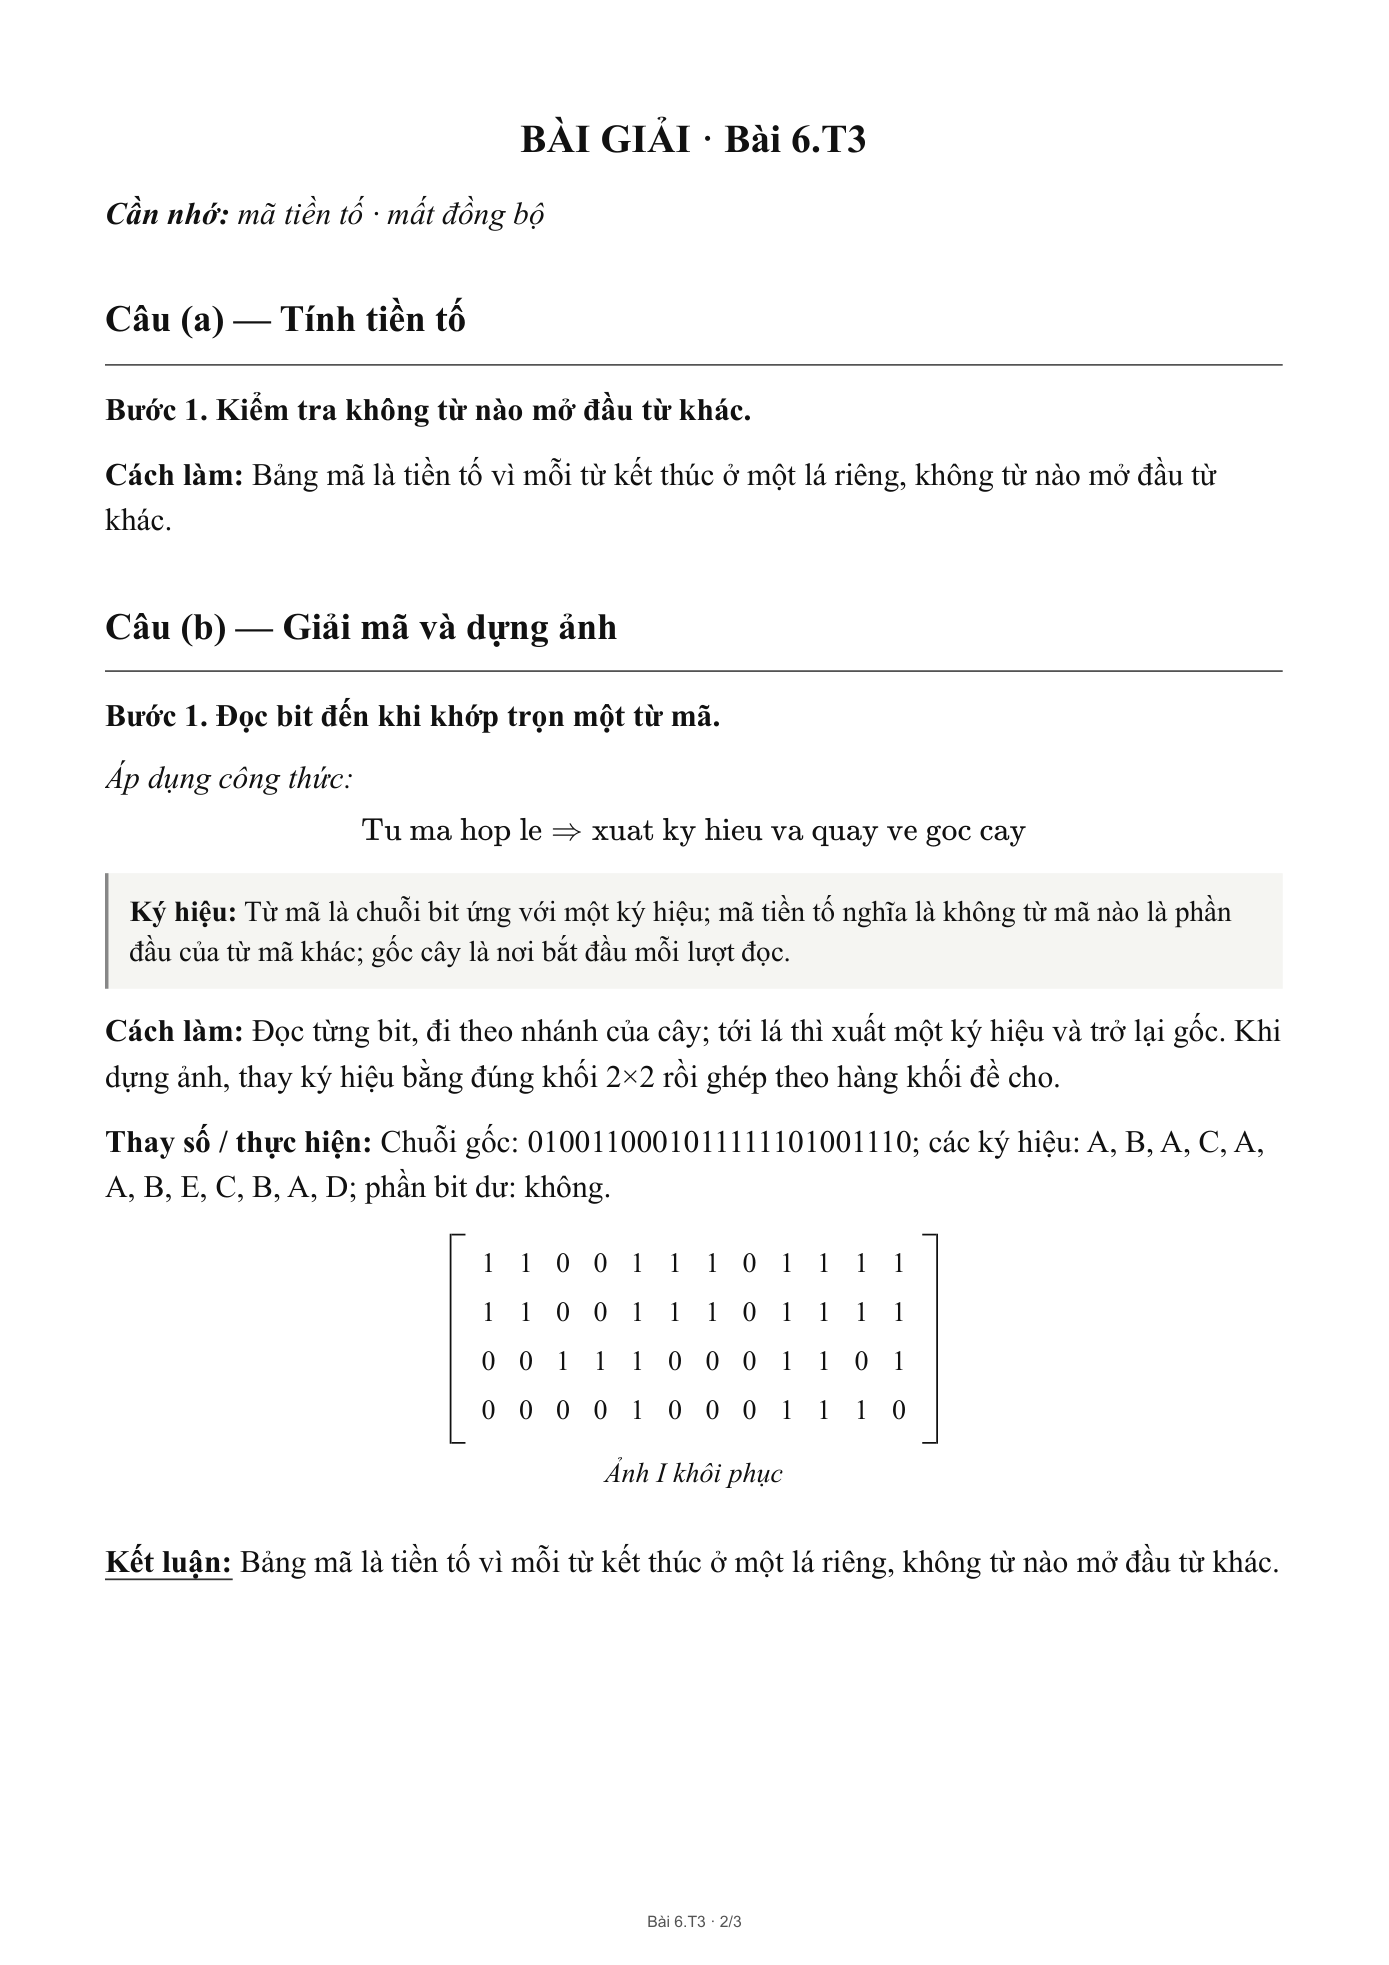 BÀI GIẢI · Bài 6.T3
Cần nhớ: mã tiền tố · mất đồng bộ
Câu (a) — Tính tiền tố
Bước 1. Kiểm tra không từ nào mở đầu từ khác.
Cách làm: Bảng mã là tiền tố vì mỗi từ kết thúc ở một lá riêng, không từ nào mở đầu từ
khác.
Câu (b) — Giải mã và dựng ảnh
Bước 1. Đọc bit đến khi khớp trọn một từ mã.
Áp dụng công thức:
Tu ma hop le ⇒ xuat ky hieu va quay ve goc cay
Ký hiệu: Từ mã là chuỗi bit ứng với một ký hiệu; mã tiền tố nghĩa là không từ mã nào là phần
đầu của từ mã khác; gốc cây là nơi bắt đầu mỗi lượt đọc.
Cách làm: Đọc từng bit, đi theo nhánh của cây; tới lá thì xuất một ký hiệu và trở lại gốc. Khi
dựng ảnh, thay ký hiệu bằng đúng khối 2×2 rồi ghép theo hàng khối đề cho.
Thay số / thực hiện: Chuỗi gốc: 0100110001011111101001110; các ký hiệu: A, B, A, C, A,
A, B, E, C, B, A, D; phần bit dư: không.
1 1 0 0 1 1 1 0 1 1 1 1
1 1 0 0 1 1 1 0 1 1 1 1
0 0 1 1 1 0 0 0 1 1 0 1
0 0 0 0 1 0 0 0 1 1 1 0
Ảnh I khôi phục
Kết luận: Bảng mã là tiền tố vì mỗi từ kết thúc ở một lá riêng, không từ nào mở đầu từ khác.
Bài 6.T3 · 2/3